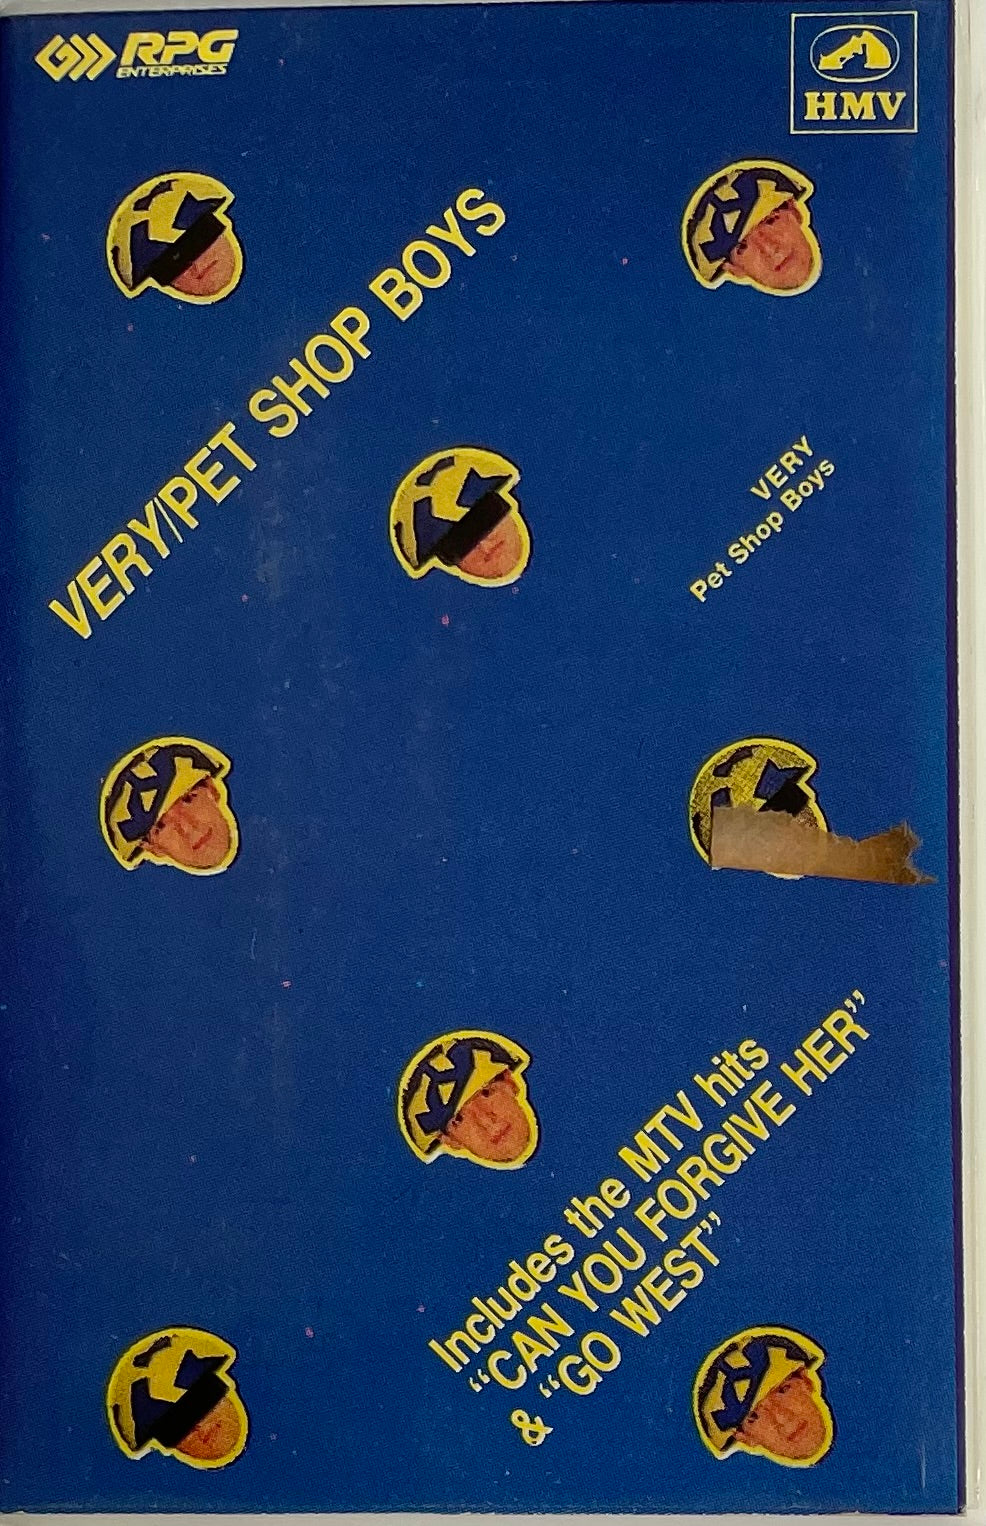 RPG
ENTERPRISES
HMV
VERY/PET SHOP BOYS
VERY
Pet Shop Boys
Includes the MTV hits
“CAN YOU FORGIVE HER”
& “GO WEST”